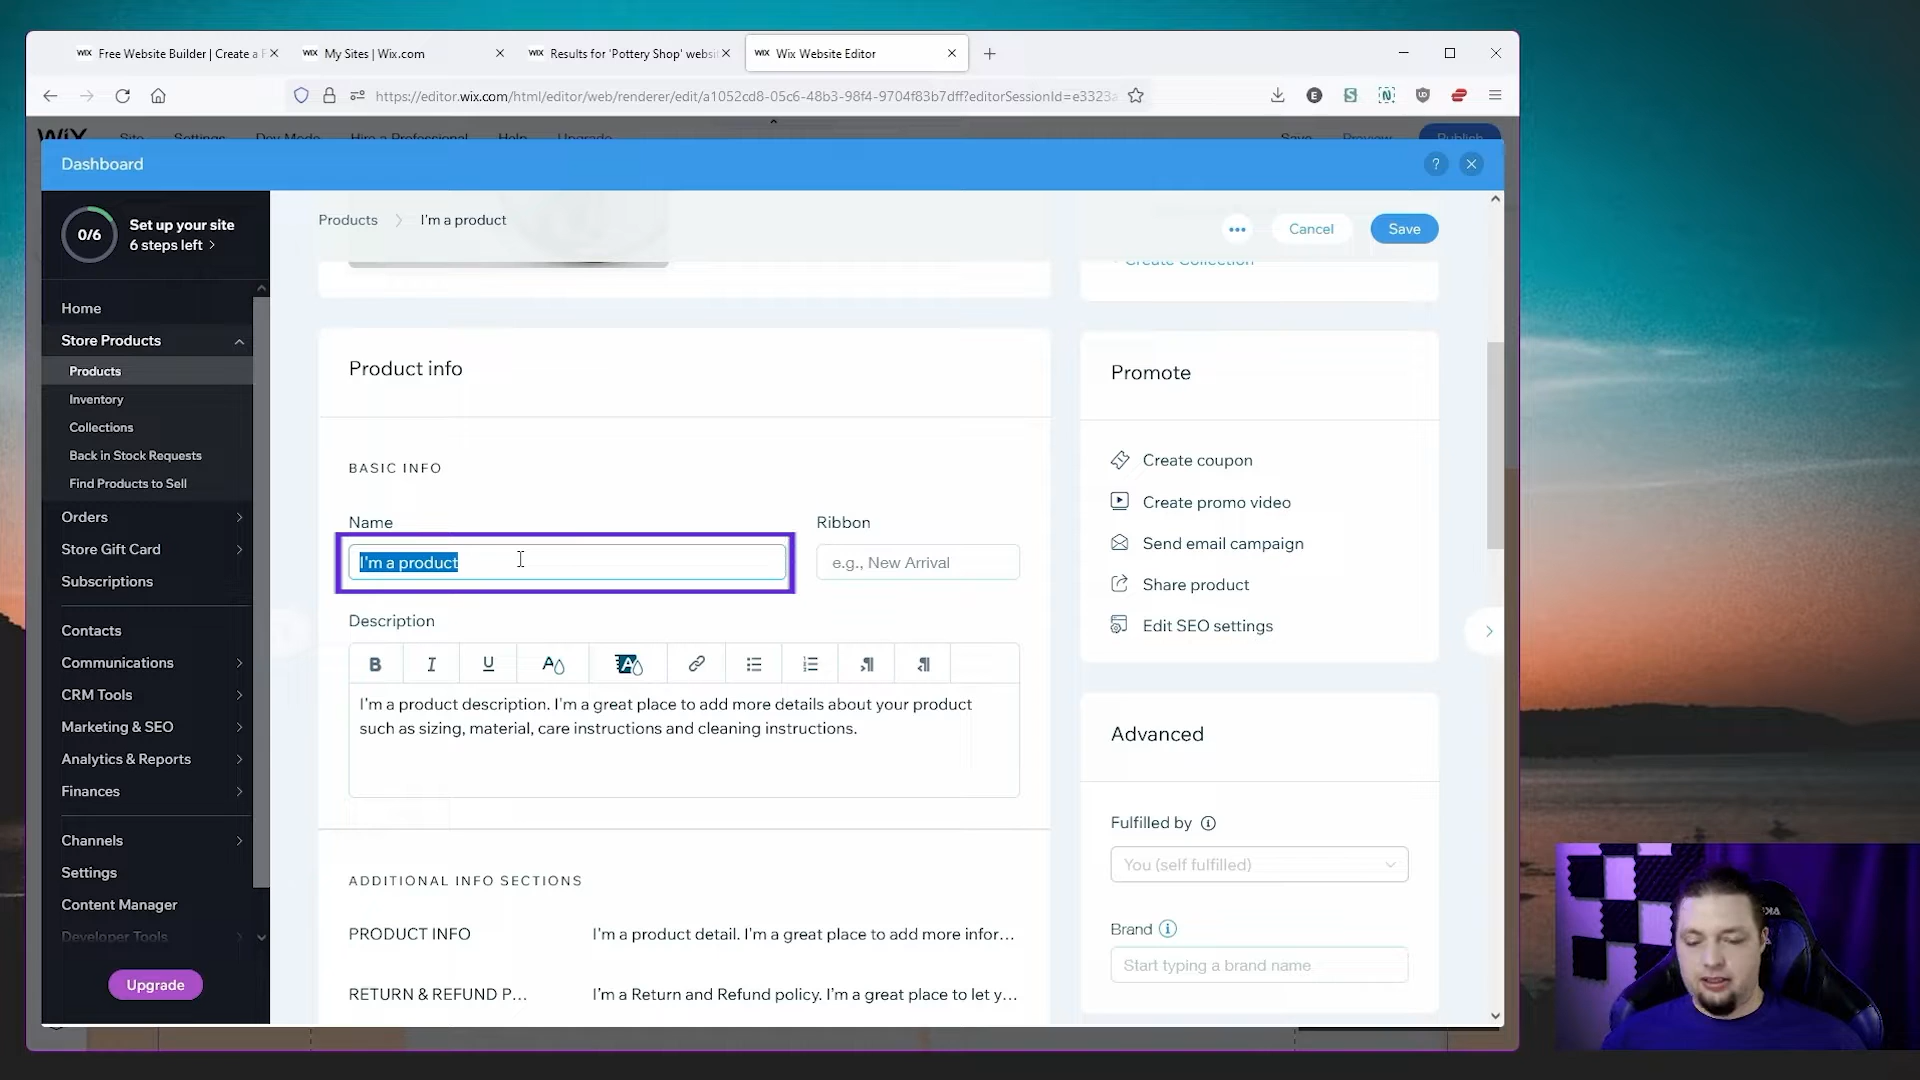 WIX Free Website Builder | Create a F
WIX My Sites | Wix.com
WIX Results for 'Pottery Shop' websi
WIX Wix Website Editor
https://editor.wix.com/html/editor/web/renderer/edit/a1052cd8-05c6-48b3-98f4-9704f83b7dff?editorSessionId=e3323a
WIX Site Settings Dev Mode Hire a Professional Help Upgrade Save Preview Publish
Dashboard
?
0/6
Set up your site
6 steps left >
Products > I'm a product
... Cancel Save
Create Collection
Home
Store Products
Products
Inventory
Collections
Back in Stock Requests
Find Products to Sell
Orders
Store Gift Card
Subscriptions
Contacts
Communications
CRM Tools
Marketing & SEO
Analytics & Reports
Finances
Channels
Settings
Content Manager
Developer Tools
Upgrade
Product info
BASIC INFO
Name
I'm a product
Ribbon
e.g., New Arrival
Description
B I U A A
I'm a product description. I'm a great place to add more details about your product
such as sizing, material, care instructions and cleaning instructions.
ADDITIONAL INFO SECTIONS
PRODUCT INFO I'm a product detail. I'm a great place to add more infor...
RETURN & REFUND P... I'm a Return and Refund policy. I'm a great place to let y...
Promote
Create coupon
Create promo video
Send email campaign
Share product
Edit SEO settings
Advanced
Fulfilled by
You (self fulfilled)
Brand
Start typing a brand name